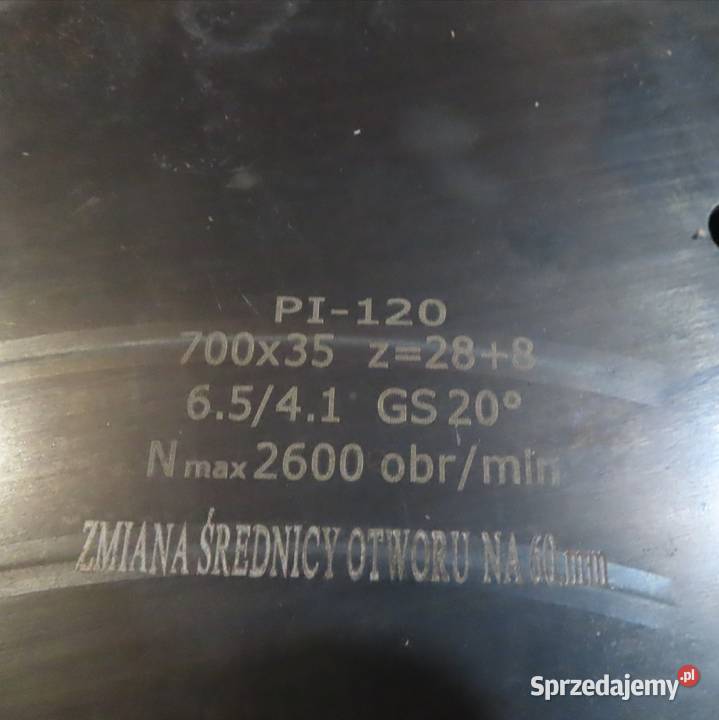 PI-120
700x35 z=28+8
6.5/4.1 GS 20°
Nmax 2600 obr/min
ZMIANA ŚREDNICY OTWORU NA 60 mm
Sprzedajemy.pl